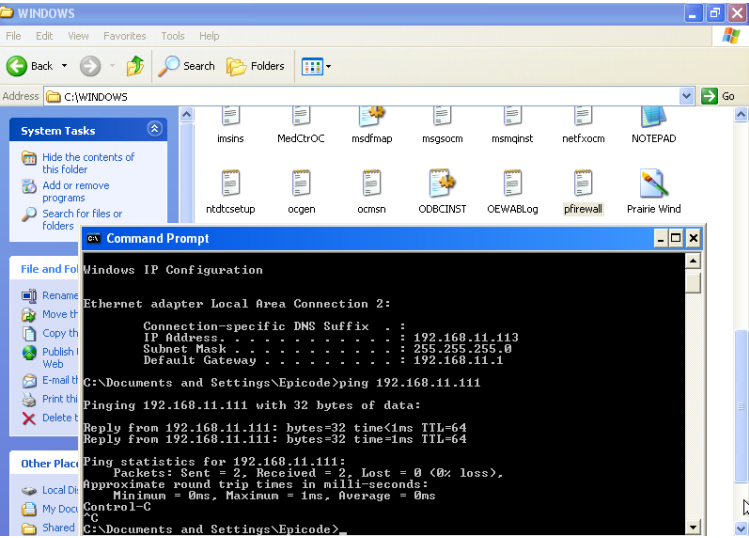 WINDOWS
File Edit View Favorites Tools Help
Back Search Folders
Address C:\WINDOWS Go
System Tasks
Hide the contents of
this folder
Add or remove
programs
Search for files or
folders
File and Fol
Rename
Move th
Copy th
Publish
Web
E-mail th
Print thi
Delete t
Other Place
Local Di
My Docu
Shared
imsins MedCtrOC msdfmap msgsocm msmqinst netfxocm NOTEPAD
ntdtcsetup ocgen ocmsn ODBCINST OEWABLog pfirewall Prairie Wind
Command Prompt
Windows IP Configuration
Ethernet adapter Local Area Connection 2:
Connection-specific DNS Suffix . :
IP Address. . . . . . . . . . . . : 192.168.11.113
Subnet Mask . . . . . . . . . . . : 255.255.255.0
Default Gateway . . . . . . . . . : 192.168.11.1
C:\Documents and Settings\Epicode>ping 192.168.11.111
Pinging 192.168.11.111 with 32 bytes of data:
Reply from 192.168.11.111: bytes=32 time<1ms TTL=64
Reply from 192.168.11.111: bytes=32 time=1ms TTL=64
Ping statistics for 192.168.11.111:
Packets: Sent = 2, Received = 2, Lost = 0 (0% loss),
Approximate round trip times in milli-seconds:
Minimum = 0ms, Maximum = 1ms, Average = 0ms
Control-C
^C
C:\Documents and Settings\Epicode>_